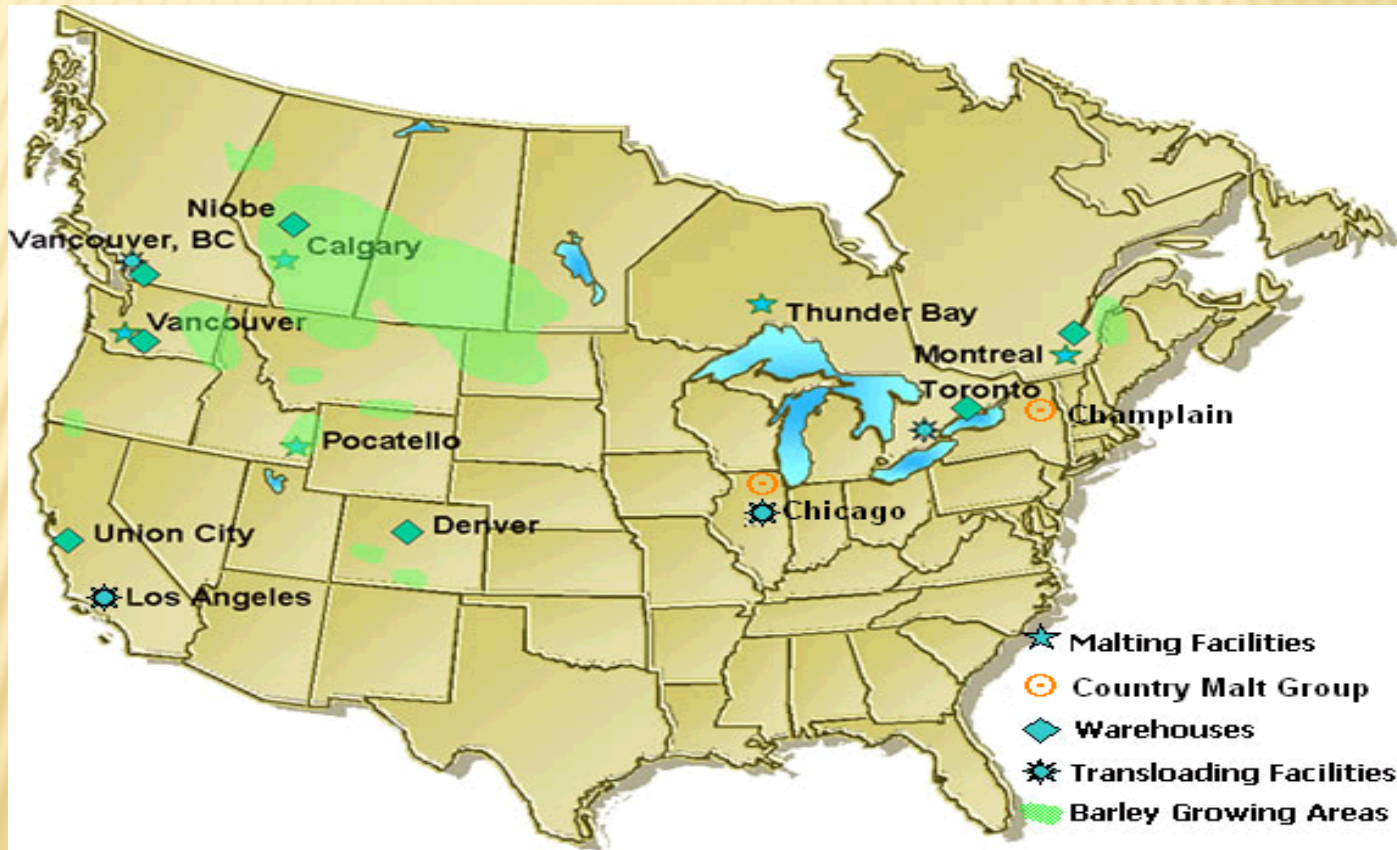 Niobe
Vancouver, BC
Calgary
Vancouver
Thunder Bay
Montreal
Toronto
Champlain
Pocatello
Chicago
Union City
Denver
Los Angeles
Malting Facilities
Country Malt Group
Warehouses
Transloading Facilities
Barley Growing Areas